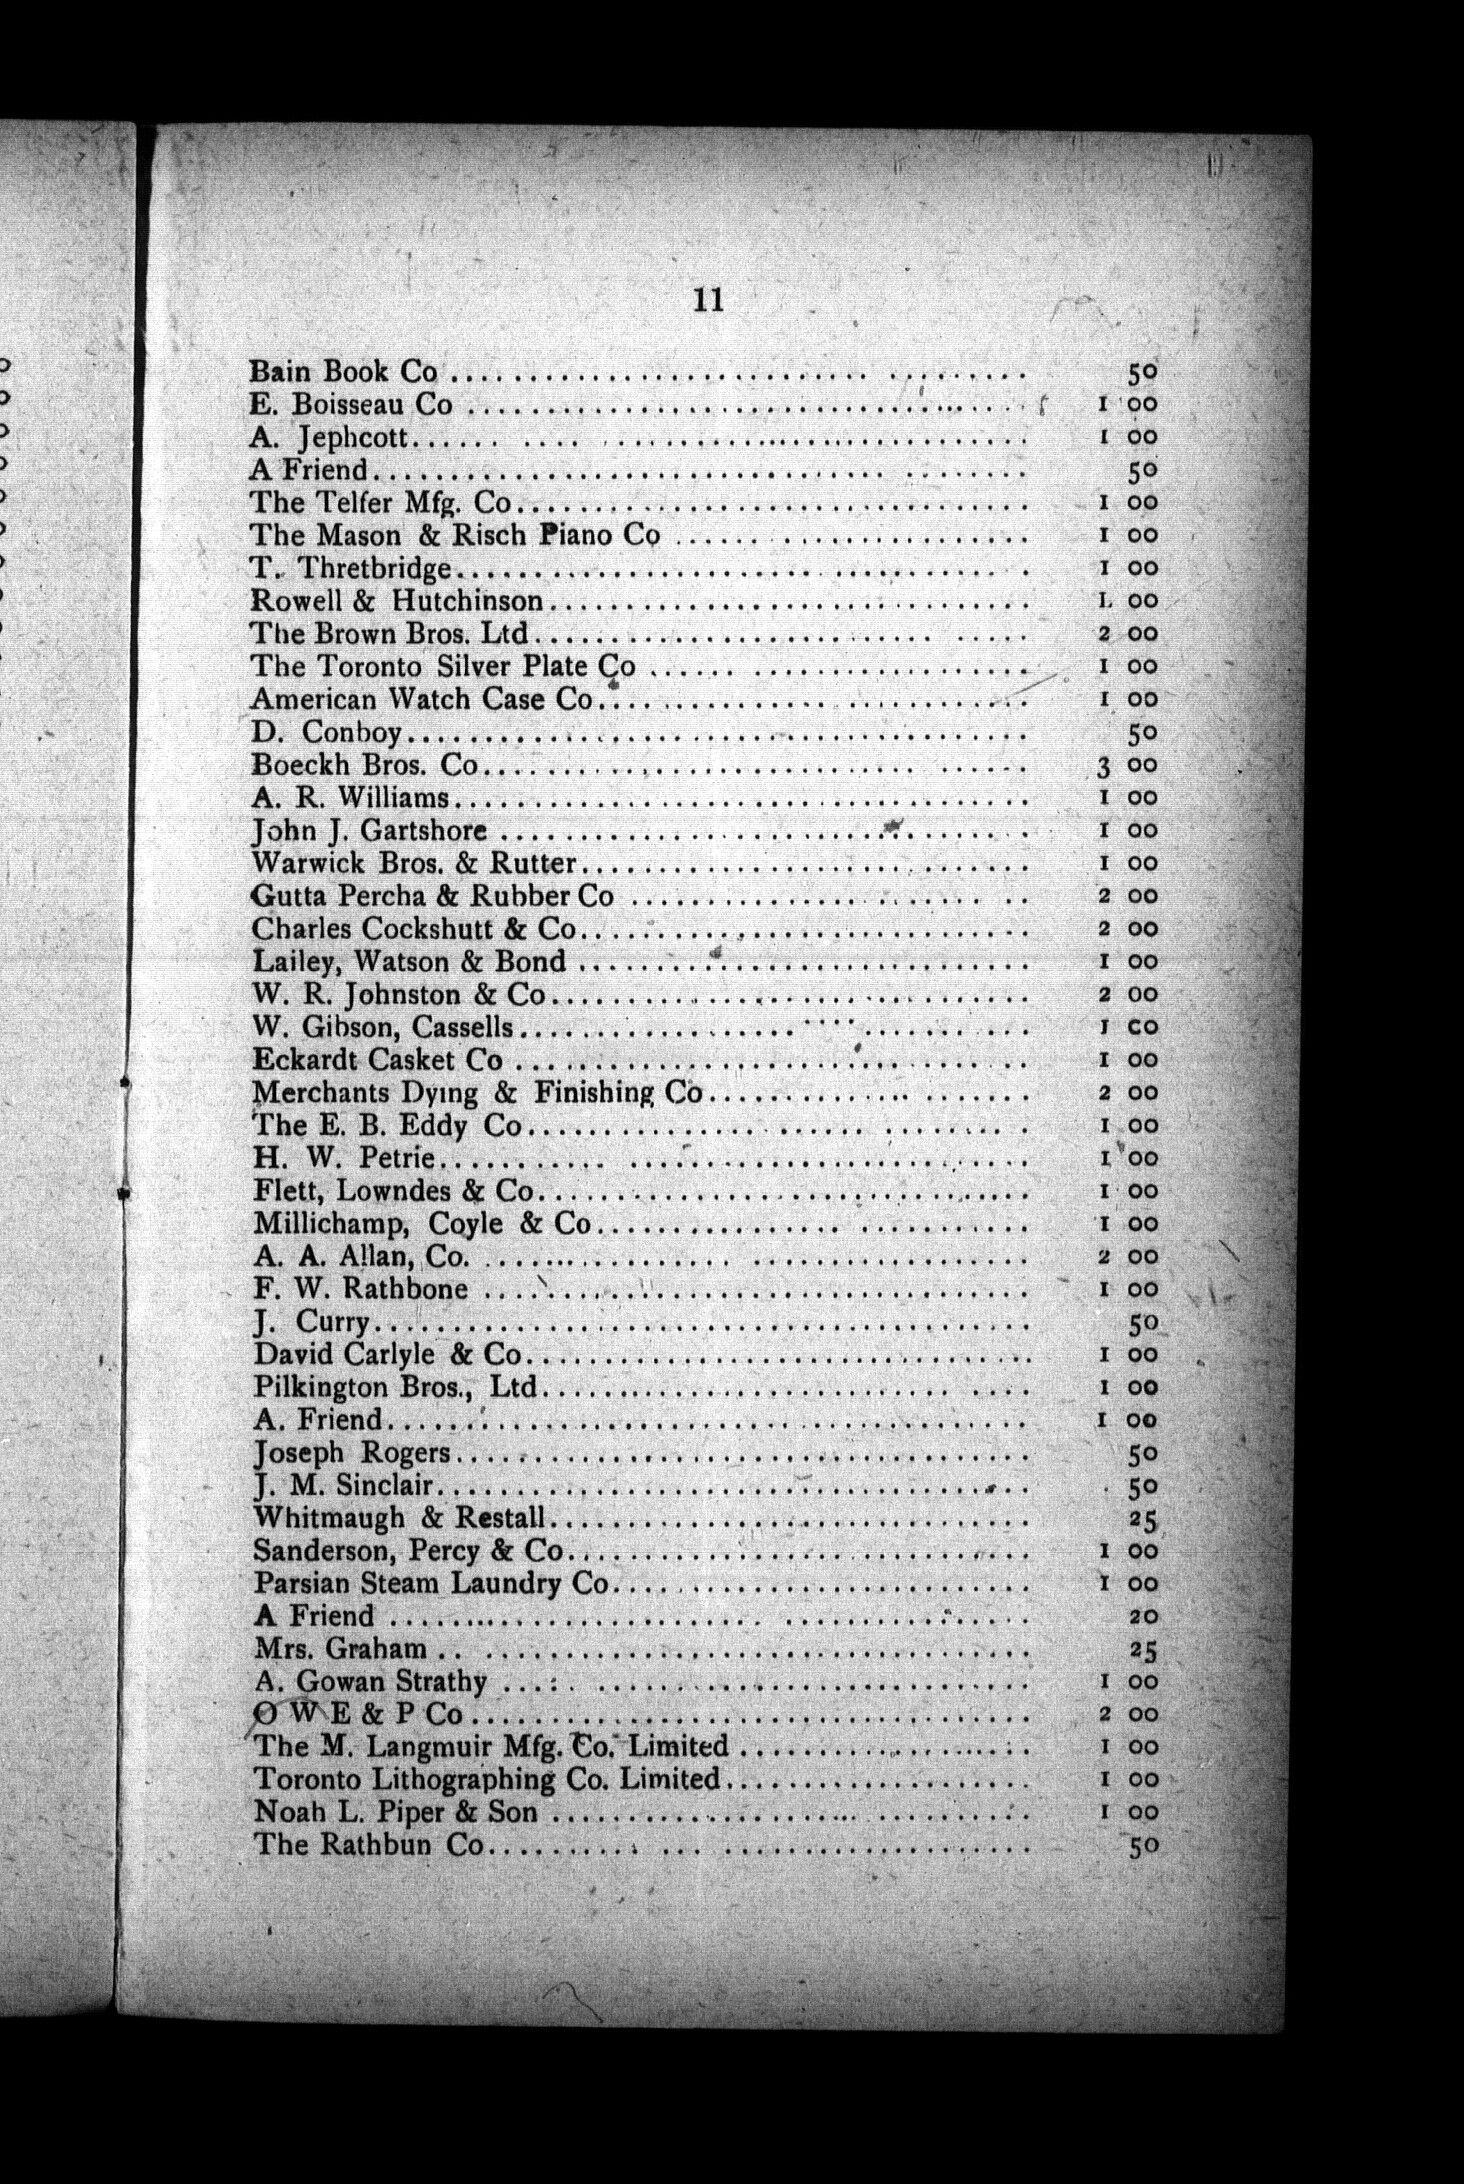 11
Bain Book Co .......................... ......... 50
E. Boisseau Co .................................... 1 00
A. Jephcott...... .... ........................... 1 00
A Friend............................... ........ 50
The Telfer Mfg. Co................................. 1 00
The Mason & Risch Piano Co ...... ................ 1 00
T. Thretbridge....................... .......... . 1 00
Rowell & Hutchinson............................... 1. 00
The Brown Bros. Ltd......................... ..... 2 00
The Toronto Silver Plate Co ...... .................. 1 00
American Watch Case Co............... ............ 1 00
D. Conboy....................................... 50
Boeckh Bros. Co........................... ...... 3 00
A. R. Williams..................................... 1 00
John J. Gartshore .................................. 1 00
Warwick Bros. & Rutter............................. 1 00
Gutta Percha & Rubber Co ...................... .. 2 00
Charles Cockshutt & Co............................. 2 00
Lailey, Watson & Bond ............................. 1 00
W. R. Johnston & Co............................... 2 00
W. Gibson, Cassells............................... 1 00
Eckardt Casket Co ................................. 1 00
Merchants Dying & Finishing Co............. ....... 2 00
The E. B. Eddy Co..................... ........ . 1 00
H. W. Petrie........... .......................... 1 00
Flett, Lowndes & Co................................ 1 00
Millichamp, Coyle & Co................ ........... 1 00
A. A. Allan, Co. ................ .................. 2 00
F. W. Rathbone ................................... 1 00
J. Curry.......................................... 50
David Carlyle & Co................................ 1 00
Pilkington Bros., Ltd.......................... .... 1 00
A. Friend......................................... 1 00
Joseph Rogers..................................... 50
J. M. Sinclair...................................... 50
Whitmaugh & Restall............................... 25
Sanderson, Percy & Co.............................. 1 00
Parsian Steam Laundry Co........................... 1 00
A Friend ........................ ................ 20
Mrs. Graham .. ................................... 25
A. Gowan Strathy ...:. ............................ 1 00
O W E & P Co.................................... 2 00
The M. Langmuir Mfg. Co. Limited .................. 1 00
Toronto Lithographing Co. Limited.................... 1 00
Noah L. Piper & Son .................... .......... 1 00
The Rathbun Co.......... ... .................... 50